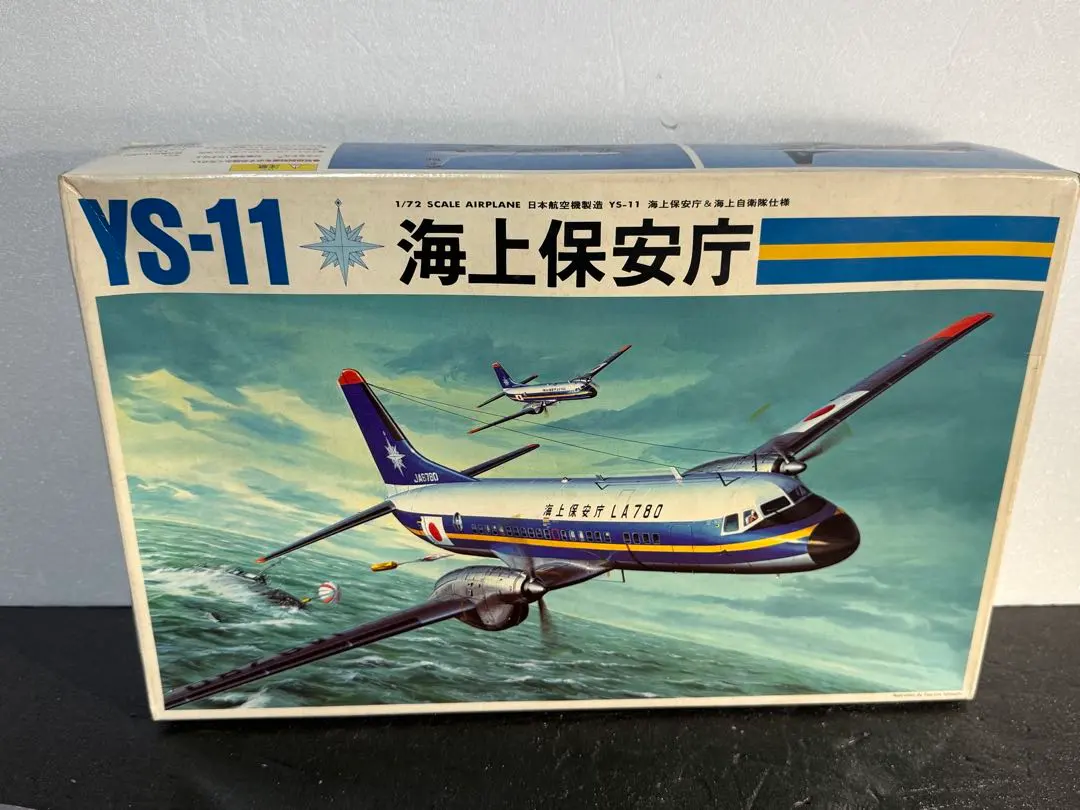 注意
YS-11
1/72 SCALE AIRPLANE 日本航空機製造 YS-11 海上保安庁&海上自衛隊仕様
海上保安庁
JA8780
海上保安庁 LA780